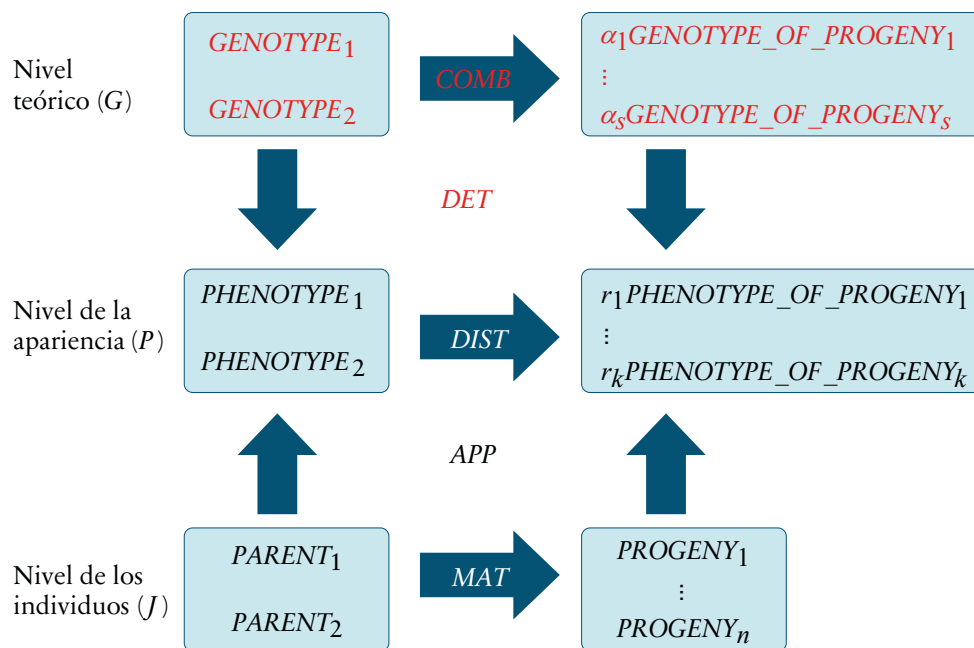 Nivel
teórico (G)
GENOTYPE₁
GENOTYPE₂
COMB
α₁GENOTYPE_OF_PROGENY₁
⋮
αₛGENOTYPE_OF_PROGENYₛ
DET
Nivel de la
apariencia (P)
PHENOTYPE₁
PHENOTYPE₂
DIST
r₁PHENOTYPE_OF_PROGENY₁
⋮
rₖPHENOTYPE_OF_PROGENYₖ
APP
Nivel de los
individuos (J)
PARENT₁
PARENT₂
MAT
PROGENY₁
⋮
PROGENYₙ